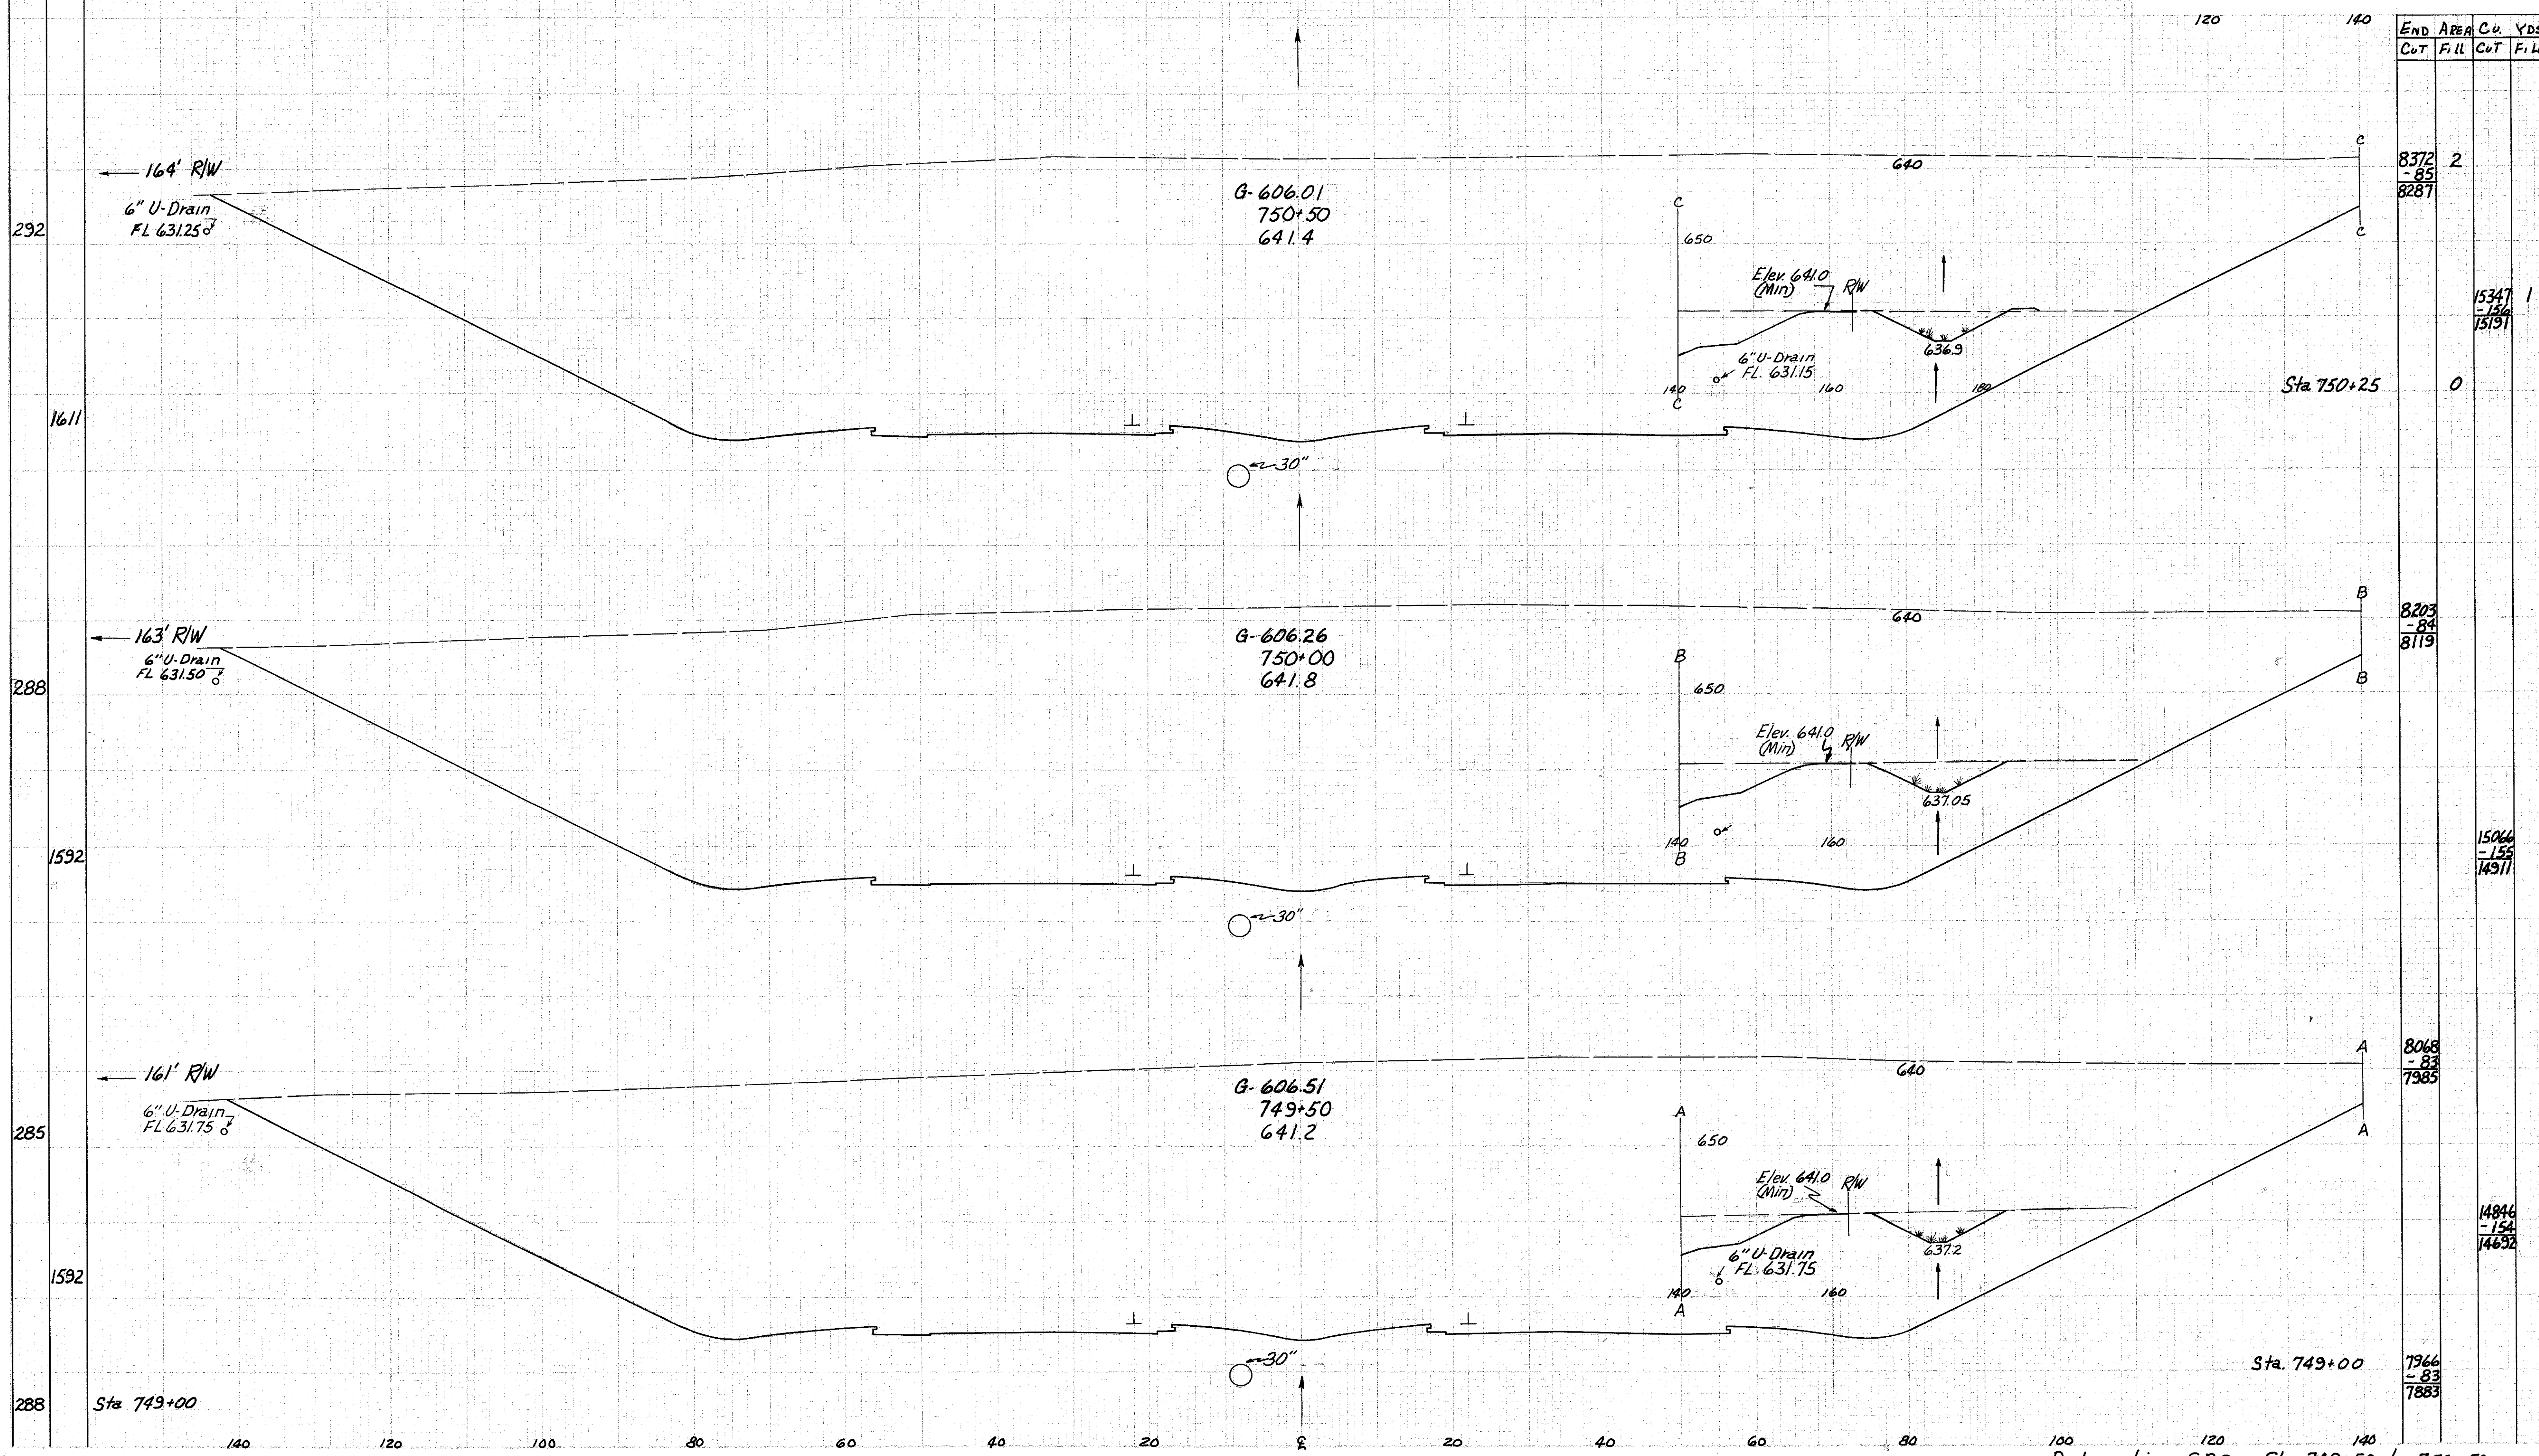 120 140
END AREA CU. YDS
CUT Fill CUT FILL
C
164' R/W
640
8372 2
- 85
8287
6" U-Drain
FL 631.25
G-606.01
750+50
641.4
292
C
650
C
Elev. 641.0
(Min)
R/W
15347 1
- 156
15191
636.9
6" U-Drain
FL. 631.15
140 160 180
C
Sta 750+25 0
1611
30"
B
163' R/W
640
8203
- 84
8119
6" U-Drain
FL 631.50
G-606.26
750+00
641.8
288
B
650
B
Elev. 641.0
(Min)
R/W
637.05
140 160
B
15066
- 155
14911
1592
30"
A
161' R/W
640
8068
- 83
7985
6" U-Drain
FL 631.75
G-606.51
749+50
641.2
285
A
650
A
Elev. 641.0
(Min)
R/W
637.2
6" U-Drain
FL. 631.75
140 160
A
14846
- 154
14692
1592
30"
Sta. 749+00
7966
- 83
7883
288
Sta 749+00
140 120 100 80 60 40 20 ℄ 20 40 60 80 100 120 140